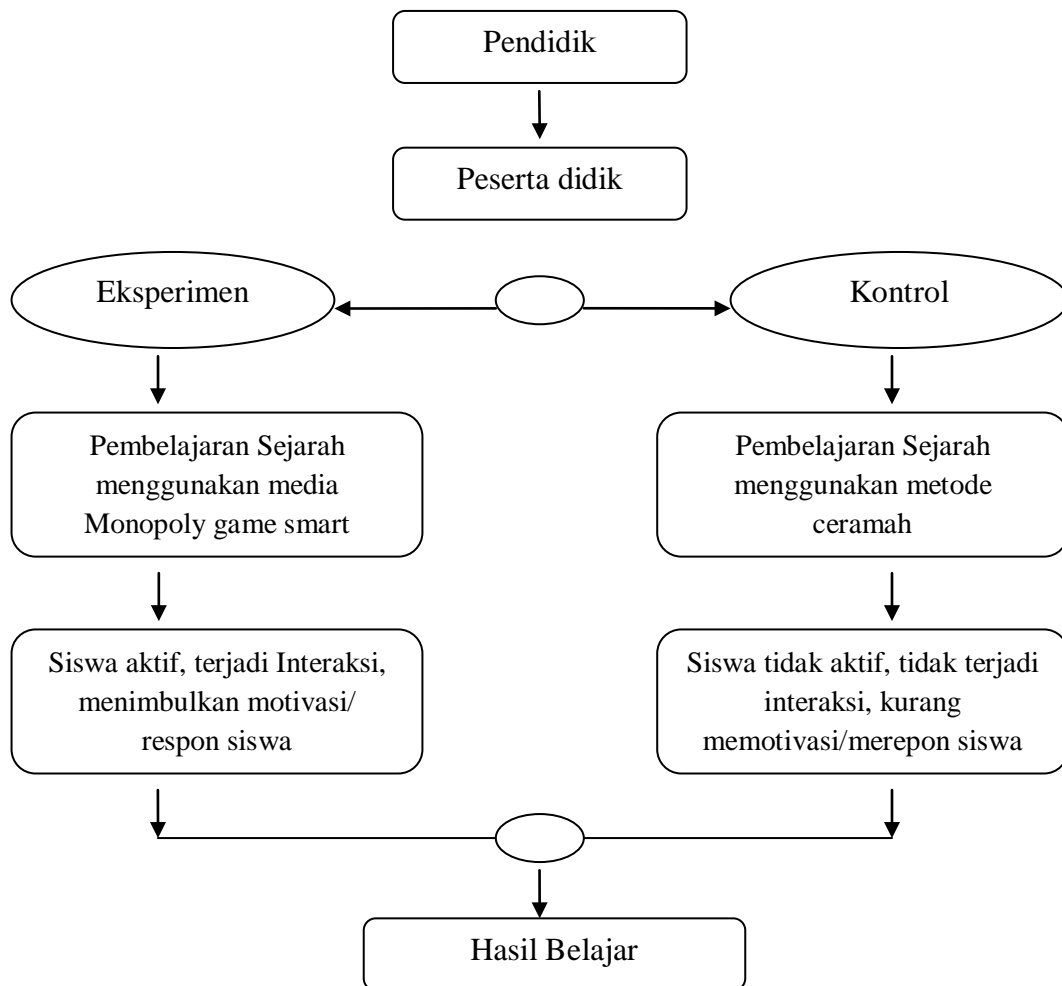 Pendidik
Peserta didik
Eksperimen
Kontrol
Pembelajaran Sejarah
menggunakan media
Monopoly game smart
Pembelajaran Sejarah
menggunakan metode
ceramah
Siswa aktif, terjadi Interaksi,
menimbulkan motivasi/
respon siswa
Siswa tidak aktif, tidak terjadi
interaksi, kurang
memotivasi/merepon siswa
Hasil Belajar